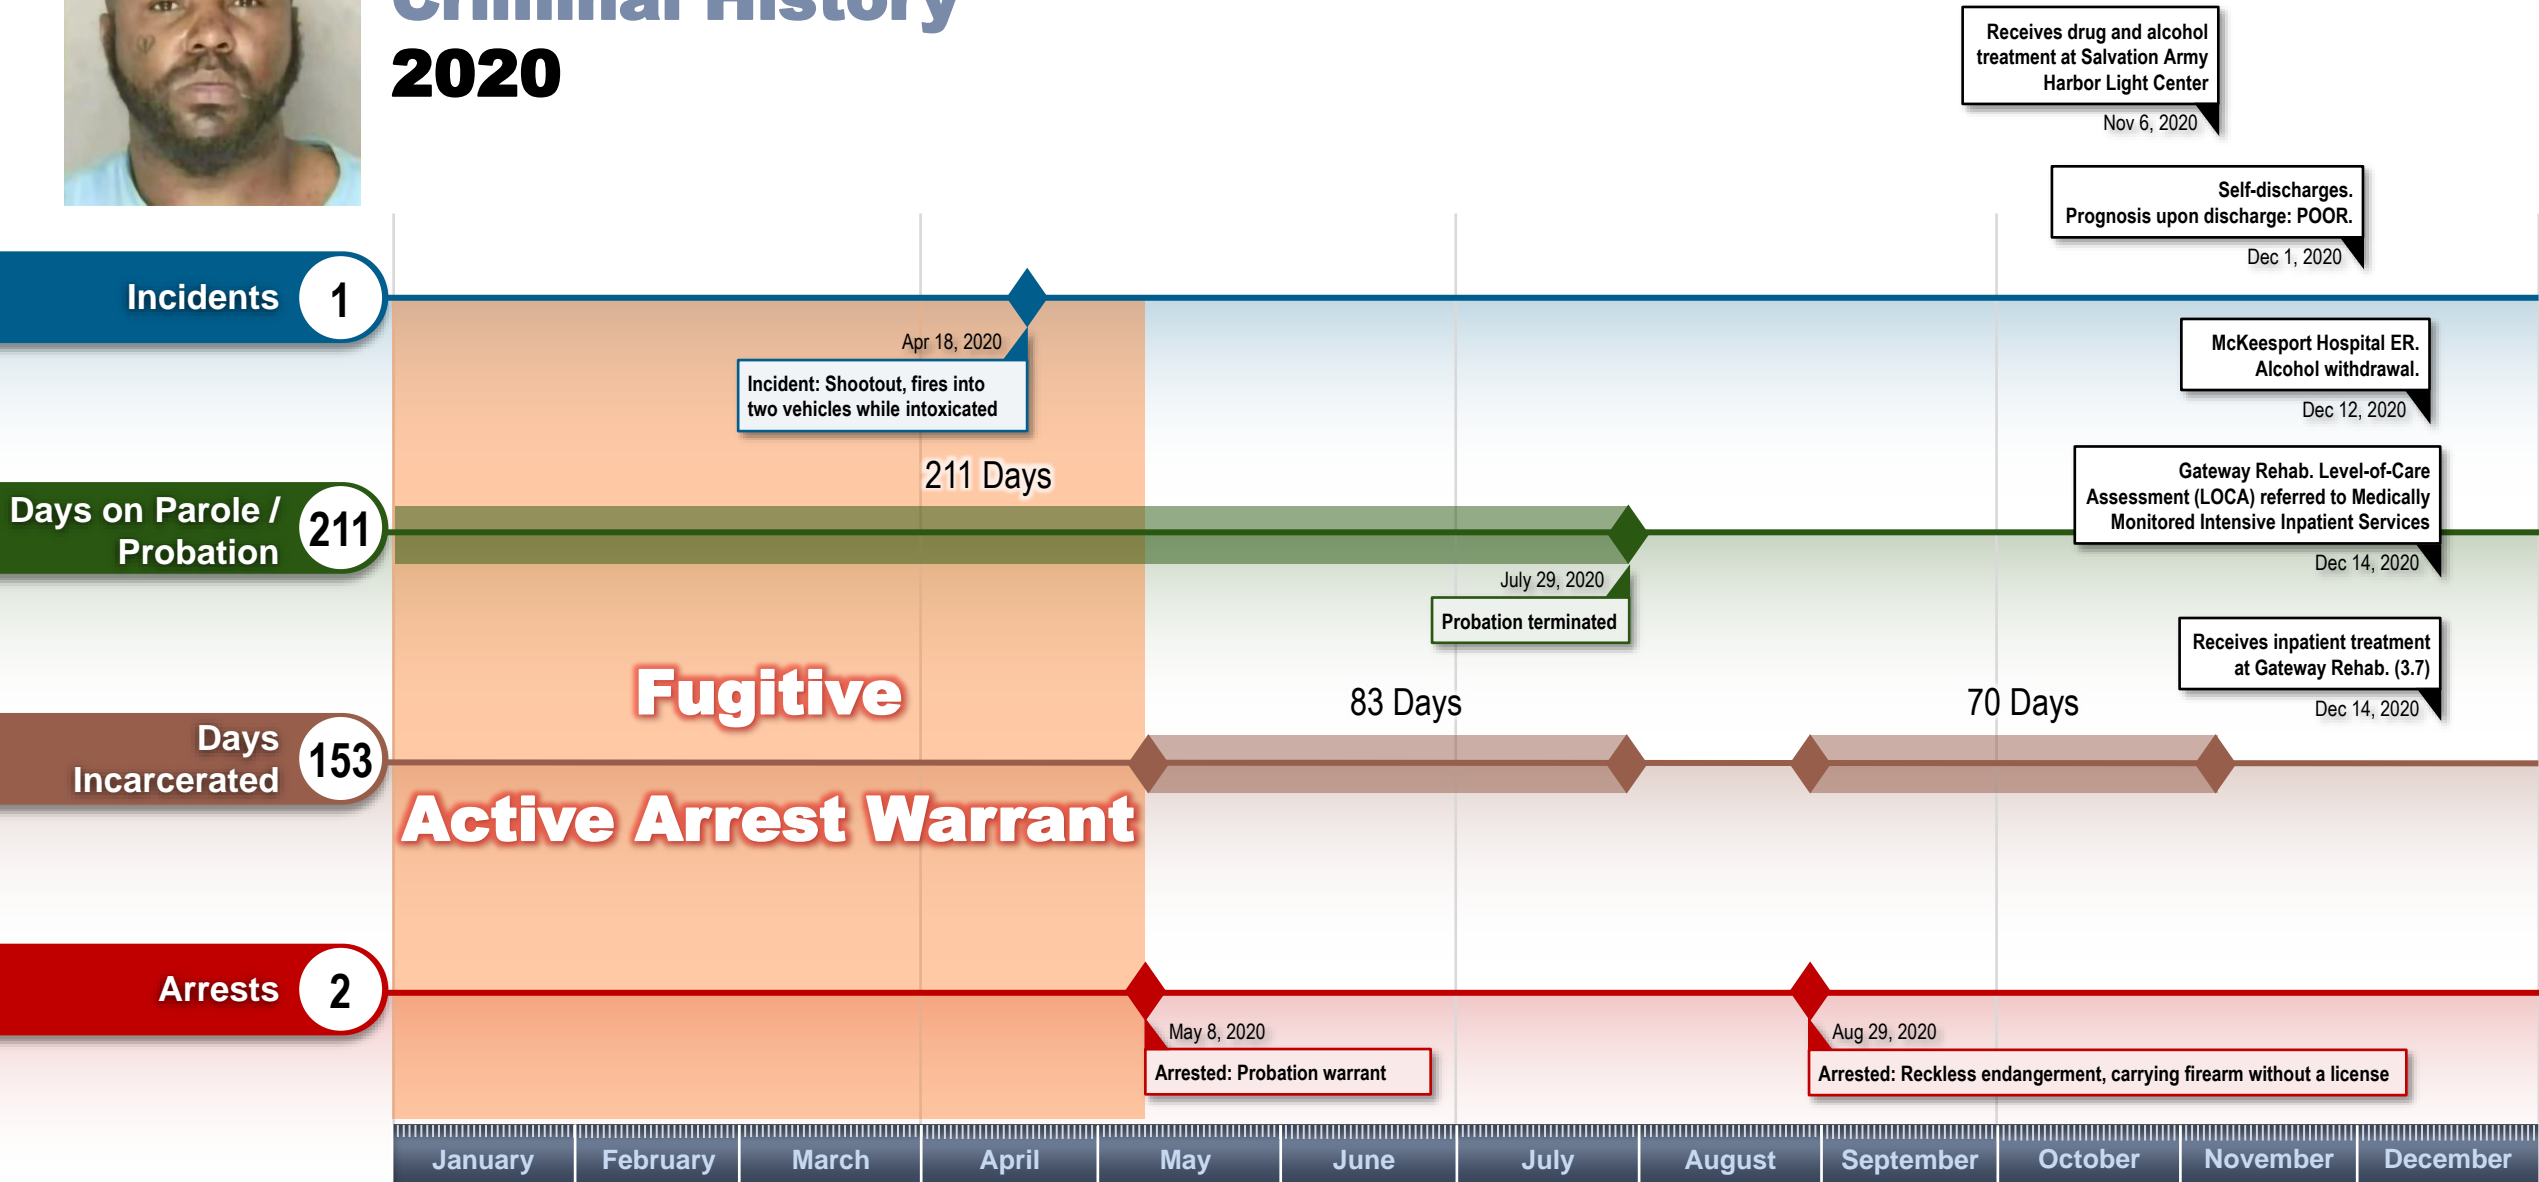 Criminal History
2020
Receives drug and alcohol
treatment at Salvation Army
Harbor Light Center
Nov 6, 2020
Self-discharges.
Prognosis upon discharge: POOR.
Dec 1, 2020
Incidents
1
Apr 18, 2020
Incident: Shootout, fires into
two vehicles while intoxicated
McKeesport Hospital ER.
Alcohol withdrawal.
Dec 12, 2020
211 Days
Gateway Rehab. Level-of-Care
Assessment (LOCA) referred to Medically
Monitored Intensive Inpatient Services
Dec 14, 2020
Days on Parole /
Probation
211
July 29, 2020
Probation terminated
Receives inpatient treatment
at Gateway Rehab. (3.7)
Dec 14, 2020
Fugitive
Active Arrest Warrant
83 Days
70 Days
Days
Incarcerated
153
Arrests
2
May 8, 2020
Arrested: Probation warrant
Aug 29, 2020
Arrested: Reckless endangerment, carrying firearm without a license
January
February
March
April
May
June
July
August
September
October
November
December